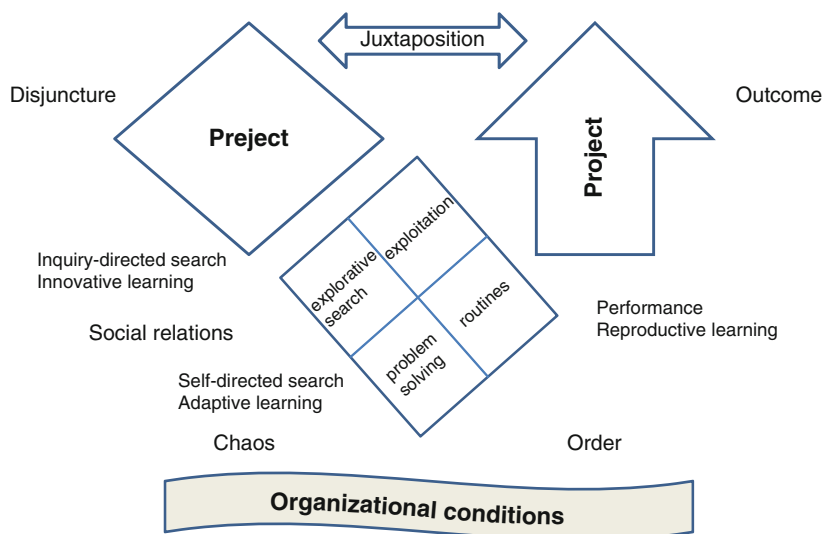 Juxtaposition
Disjuncture
Outcome
Preject
Project
exploitation
explorative
search
routines
problem
solving
Inquiry-directed search
Innovative learning
Social relations
Performance
Reproductive learning
Self-directed search
Adaptive learning
Chaos
Order
Organizational conditions